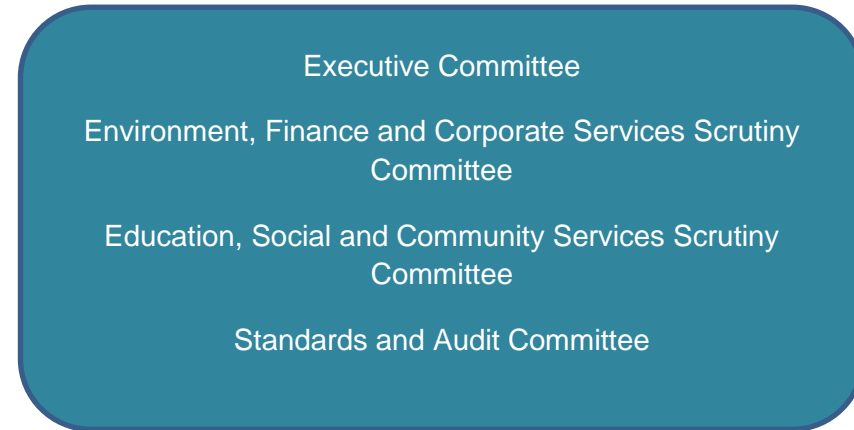 Executive Committee
Environment, Finance and Corporate Services Scrutiny
Committee
Education, Social and Community Services Scrutiny
Committee
Standards and Audit Committee